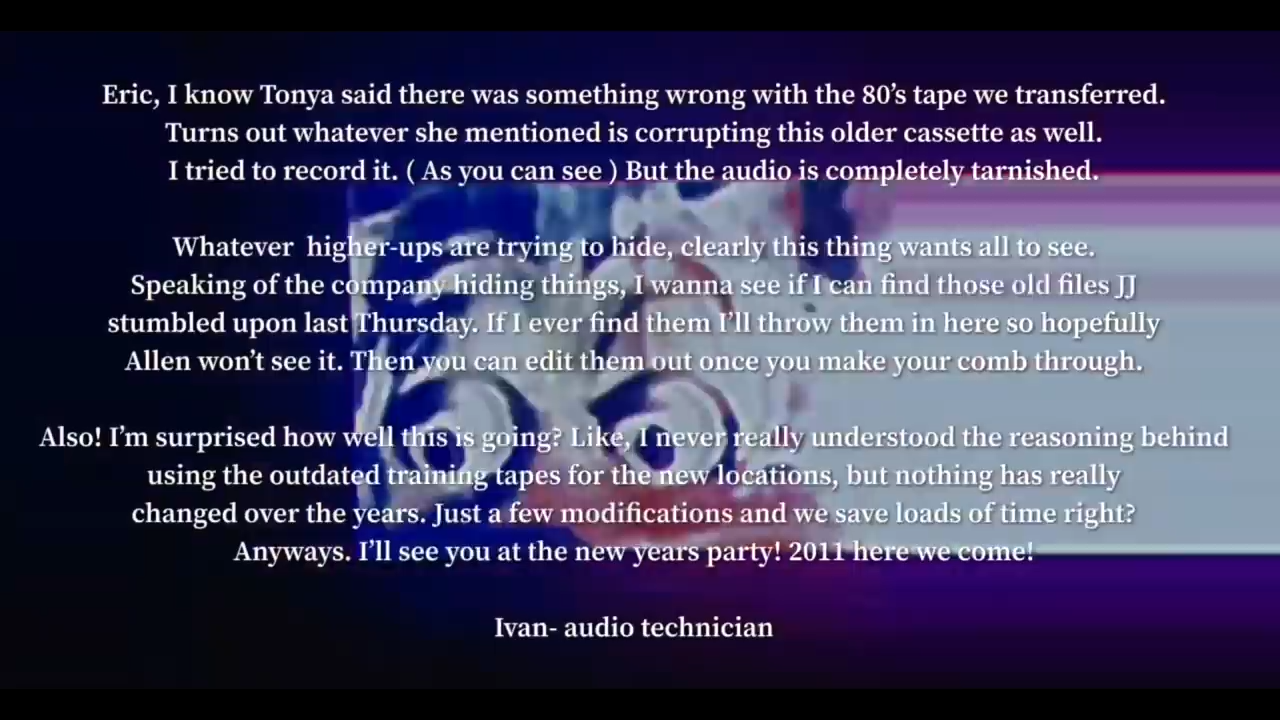 Eric, I know Tonya said there was something wrong with the 80's tape we transferred.
Turns out whatever she mentioned is corrupting this older cassette as well.
I tried to record it. ( As you can see ) But the audio is completely tarnished.
Whatever  higher-ups are trying to hide, clearly this thing wants all to see.
Speaking of the company hiding things, I wanna see if I can find those old files JJ
stumbled upon last Thursday. If I ever find them I'll throw them in here so hopefully
Allen won't see it. Then you can edit them out once you make your comb through.
Also! I'm surprised how well this is going? Like, I never really understood the reasoning behind
using the outdated training tapes for the new locations, but nothing has really
changed over the years. Just a few modifications and we save loads of time right?
Anyways. I'll see you at the new years party! 2011 here we come!
Ivan- audio technician